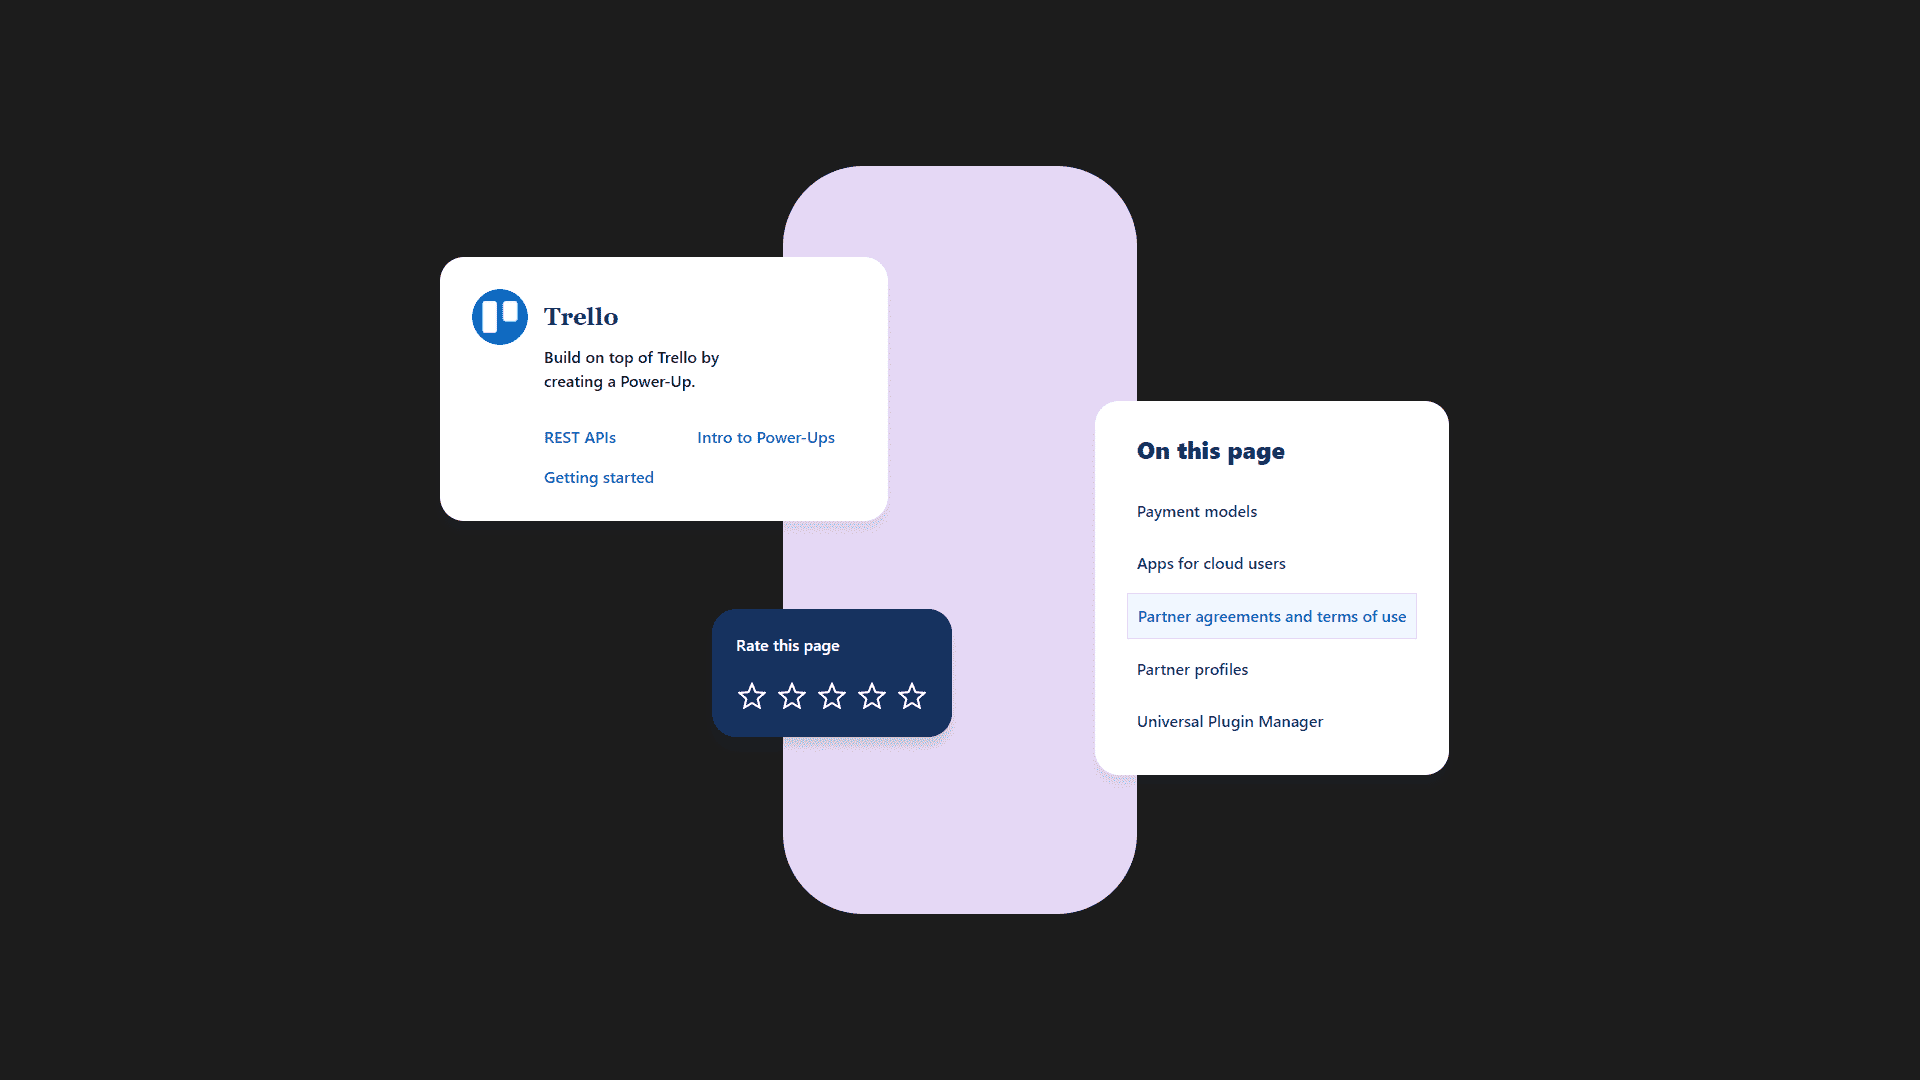 Trello
Build on top of Trello by
creating a Power-Up.
REST APIs
Intro to Power-Ups
Getting started
Rate this page
On this page
Payment models
Apps for cloud users
Partner agreements and terms of use
Partner profiles
Universal Plugin Manager